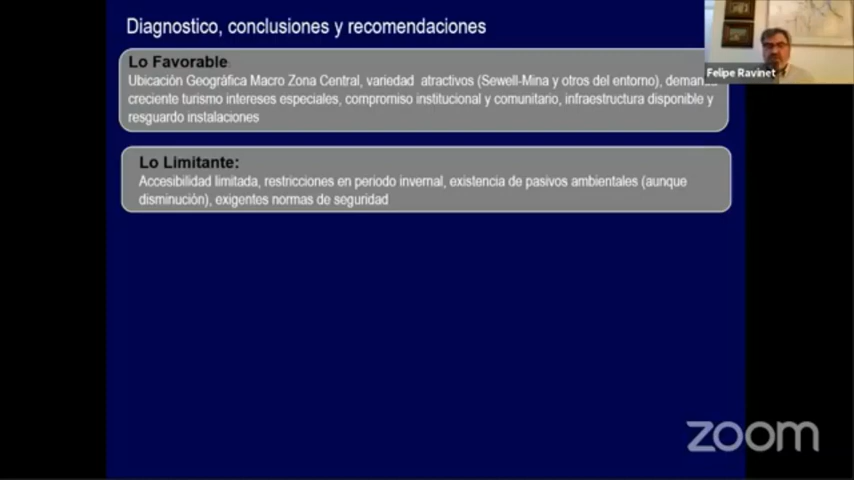 Diagnostico, conclusiones y recomendaciones
Lo Favorable
Ubicación Geográfica Macro Zona Central, variedad atractivos (Sewell-Mina y otros del entorno),
creciente turismo intereses especiales, compromiso institucional y comunitario, infraestructura disponible y
resguardo instalaciones
Lo Limitante:
Accesibilidad limitada, restricciones en periodo invernal, existencia de pasivos ambientales (aunque
disminución), exigentes normas de seguridad
Felipe Ravinet
zoom